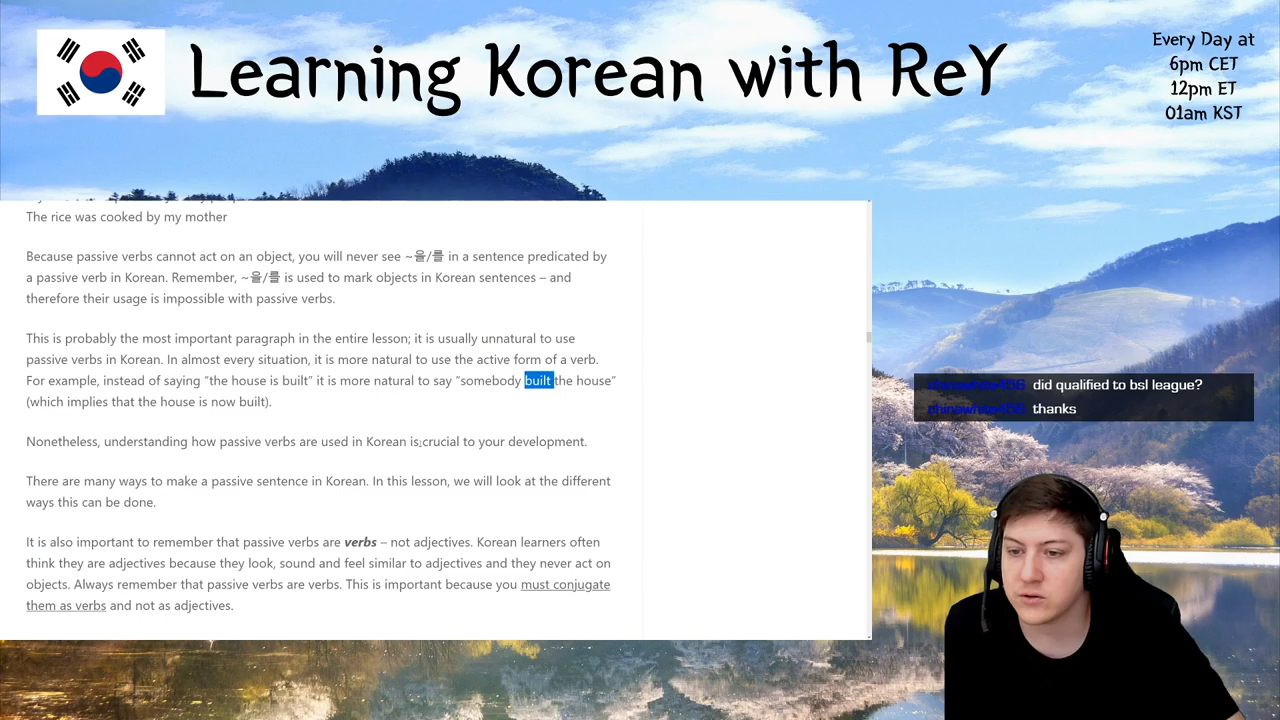 Learning Korean with ReY
Every Day at
6pm CET
12pm ET
01am KST
The rice was cooked by my mother
Because passive verbs cannot act on an object, you will never see ~을/를 in a sentence predicated by
a passive verb in Korean. Remember, ~을/를 is used to mark objects in Korean sentences – and
therefore their usage is impossible with passive verbs.
This is probably the most important paragraph in the entire lesson; it is usually unnatural to use
passive verbs in Korean. In almost every situation, it is more natural to use the active form of a verb.
For example, instead of saying “the house is built” it is more natural to say “somebody built the house”
(which implies that the house is now built).
Nonetheless, understanding how passive verbs are used in Korean is crucial to your development.
There are many ways to make a passive sentence in Korean. In this lesson, we will look at the different
ways this can be done.
It is also important to remember that passive verbs are verbs – not adjectives. Korean learners often
think they are adjectives because they look, sound and feel similar to adjectives and they never act on
objects. Always remember that passive verbs are verbs. This is important because you must conjugate
them as verbs and not as adjectives.
chinawhite456 did qualified to bsl league?
chinawhite456 thanks